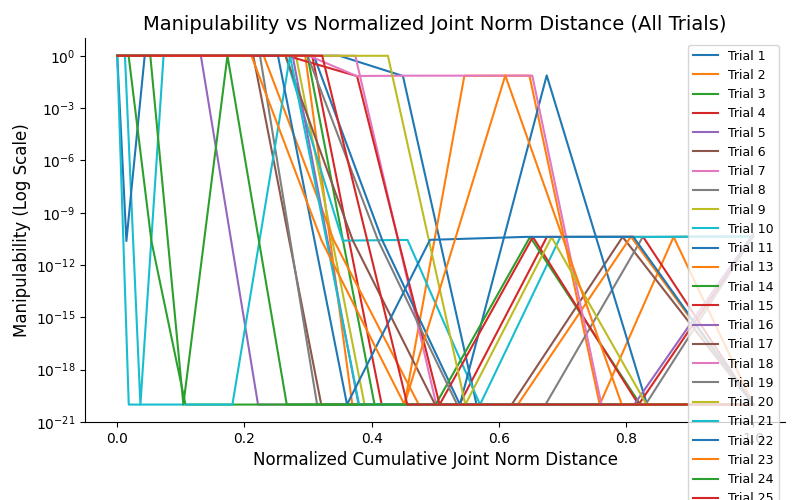 Manipulability vs Normalized Joint Norm Distance (All Trials)
Manipulability (Log Scale)
10⁰
10⁻³
10⁻⁶
10⁻⁹
10⁻¹²
10⁻¹⁵
10⁻¹⁸
10⁻²¹
0.0
0.2
0.4
0.6
0.8
Normalized Cumulative Joint Norm Distance
Trial 1
Trial 2
Trial 3
Trial 4
Trial 5
Trial 6
Trial 7
Trial 8
Trial 9
Trial 10
Trial 11
Trial 13
Trial 14
Trial 15
Trial 16
Trial 17
Trial 18
Trial 19
Trial 20
Trial 21
Trial 22
Trial 23
Trial 24
Trial 25